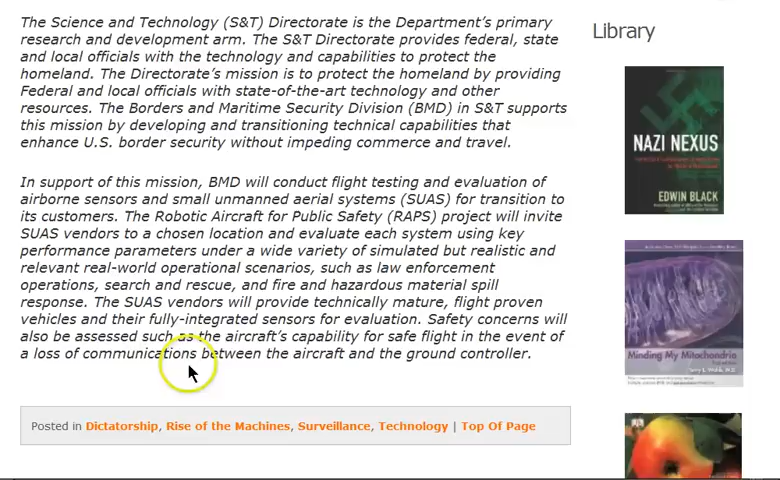 The Science and Technology (S&T) Directorate is the Department's primary
research and development arm. The S&T Directorate provides federal, state
and local officials with the technology and capabilities to protect the
homeland. The Directorate's mission is to protect the homeland by providing
Federal and local officials with state-of-the-art technology and other
resources. The Borders and Maritime Security Division (BMD) in S&T supports
this mission by developing and transitioning technical capabilities that
enhance U.S. border security without impeding commerce and travel.
In support of this mission, BMD will conduct flight testing and evaluation of
airborne sensors and small unmanned aerial systems (SUAS) for transition to
its customers. The Robotic Aircraft for Public Safety (RAPS) project will invite
SUAS vendors to a chosen location and evaluate each system using key
performance parameters under a wide variety of simulated but realistic and
relevant real-world operational scenarios, such as law enforcement
operations, search and rescue, and fire and hazardous material spill
response. The SUAS vendors will provide technically mature, flight proven
vehicles and their fully-integrated sensors for evaluation. Safety concerns will
also be assessed such as the aircraft's capability for safe flight in the event of
a loss of communications between the aircraft and the ground controller.
Posted in Dictatorship, Rise of the Machines, Surveillance, Technology | Top Of Page
Library
NAZI NEXUS
EDWIN BLACK
Minding My Mitochondria